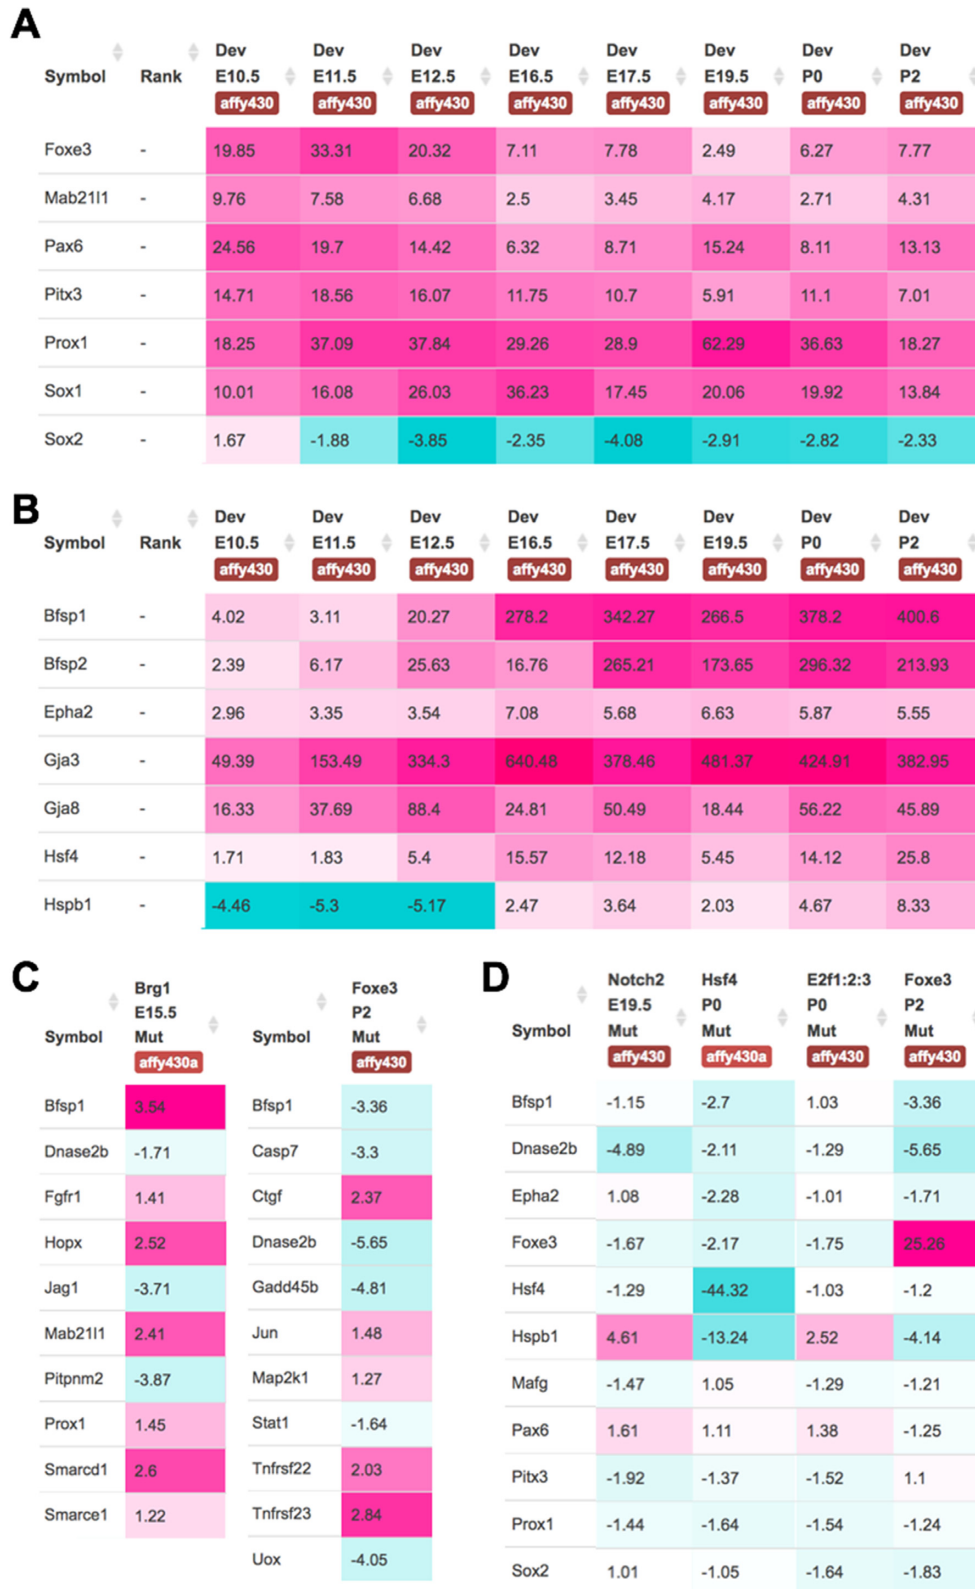 A
Symbol Rank Dev E10.5 affy430 Dev E11.5 affy430 Dev E12.5 affy430 Dev E16.5 affy430 Dev E17.5 affy430 Dev E19.5 affy430 Dev P0 affy430 Dev P2 affy430
Foxe3 - 19.85 33.31 20.32 7.11 7.78 2.49 6.27 7.77
Mab21l1 - 9.76 7.58 6.68 2.5 3.45 4.17 2.71 4.31
Pax6 - 24.56 19.7 14.42 6.32 8.71 15.24 8.11 13.13
Pitx3 - 14.71 18.56 16.07 11.75 10.7 5.91 11.1 7.01
Prox1 - 18.25 37.09 37.84 29.26 28.9 62.29 36.63 18.27
Sox1 - 10.01 16.08 26.03 36.23 17.45 20.06 19.92 13.84
Sox2 - 1.67 -1.88 -3.85 -2.35 -4.08 -2.91 -2.82 -2.33
B
Symbol Rank Dev E10.5 affy430 Dev E11.5 affy430 Dev E12.5 affy430 Dev E16.5 affy430 Dev E17.5 affy430 Dev E19.5 affy430 Dev P0 affy430 Dev P2 affy430
Bfsp1 - 4.02 3.11 20.27 278.2 342.27 266.5 378.2 400.6
Bfsp2 - 2.39 6.17 25.63 16.76 265.21 173.65 296.32 213.93
Epha2 - 2.96 3.35 3.54 7.08 5.68 6.63 5.87 5.55
Gja3 - 49.39 153.49 334.3 640.48 378.46 481.37 424.91 382.95
Gja8 - 16.33 37.69 88.4 24.81 50.49 18.44 56.22 45.89
Hsf4 - 1.71 1.83 5.4 15.57 12.18 5.45 14.12 25.8
Hspb1 - -4.46 -5.3 -5.17 2.47 3.64 2.03 4.67 8.33
C
Symbol Brg1 E15.5 Mut affy430a
Bfsp1 3.54
Dnase2b -1.71
Fgfr1 1.41
Hopx 2.52
Jag1 -3.71
Mab21l1 2.41
Pitpnm2 -3.87
Prox1 1.45
Smarcd1 2.6
Smarce1 1.22
Symbol Foxe3 P2 Mut affy430
Bfsp1 -3.36
Casp7 -3.3
Ctgf 2.37
Dnase2b -5.65
Gadd45b -4.81
Jun 1.48
Map2k1 1.27
Stat1 -1.64
Tnfrsf22 2.03
Tnfrsf23 2.84
Uox -4.05
D
Symbol Notch2 E19.5 Mut affy430 Hsf4 P0 Mut affy430a E2f1:2:3 P0 Mut affy430 Foxe3 P2 Mut affy430
Bfsp1 -1.15 -2.7 1.03 -3.36
Dnase2b -4.89 -2.11 -1.29 -5.65
Epha2 1.08 -2.28 -1.01 -1.71
Foxe3 -1.67 -2.17 -1.75 25.26
Hsf4 -1.29 -44.32 -1.03 -1.2
Hspb1 4.61 -13.24 2.52 -4.14
Mafg -1.47 1.05 -1.29 -1.21
Pax6 1.61 1.11 1.38 -1.25
Pitx3 -1.92 -1.37 -1.52 1.1
Prox1 -1.44 -1.64 -1.54 -1.24
Sox2 1.01 -1.05 -1.64 -1.83